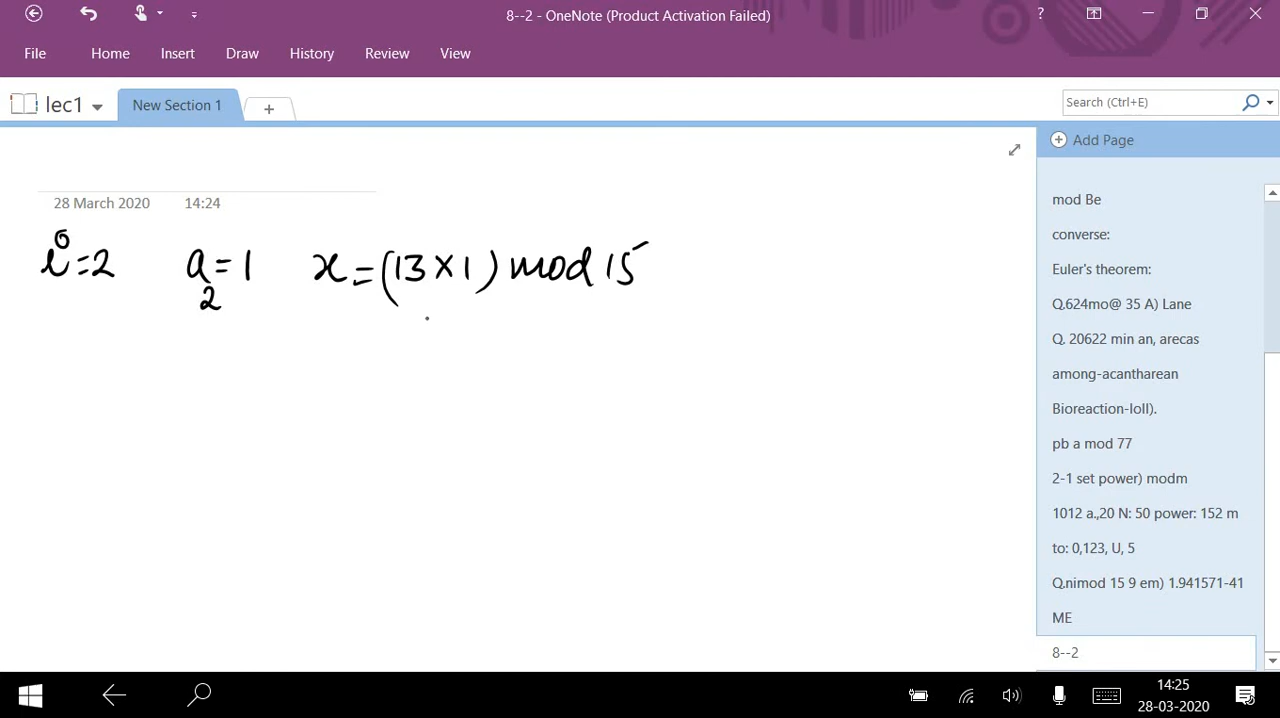 8--2 - OneNote (Product Activation Failed)
?
File Home Insert Draw History Review View
lec1 New Section 1 +
Search (Ctrl+E)
Add Page
28 March 2020 14:24
i=2 a₂=1 x=(13×1) mod 15
mod Be
converse:
Euler's theorem:
Q.624mo@ 35 A) Lane
Q. 20622 min an, arecas
among-acantharean
Bioreaction-loll).
pb a mod 77
2-1 set power) modm
1012 a.,20 N: 50 power: 152 m
to: 0,123, U, 5
Q.nimod 15 9 em) 1.941571-41
ME
8--2
14:25
28-03-2020